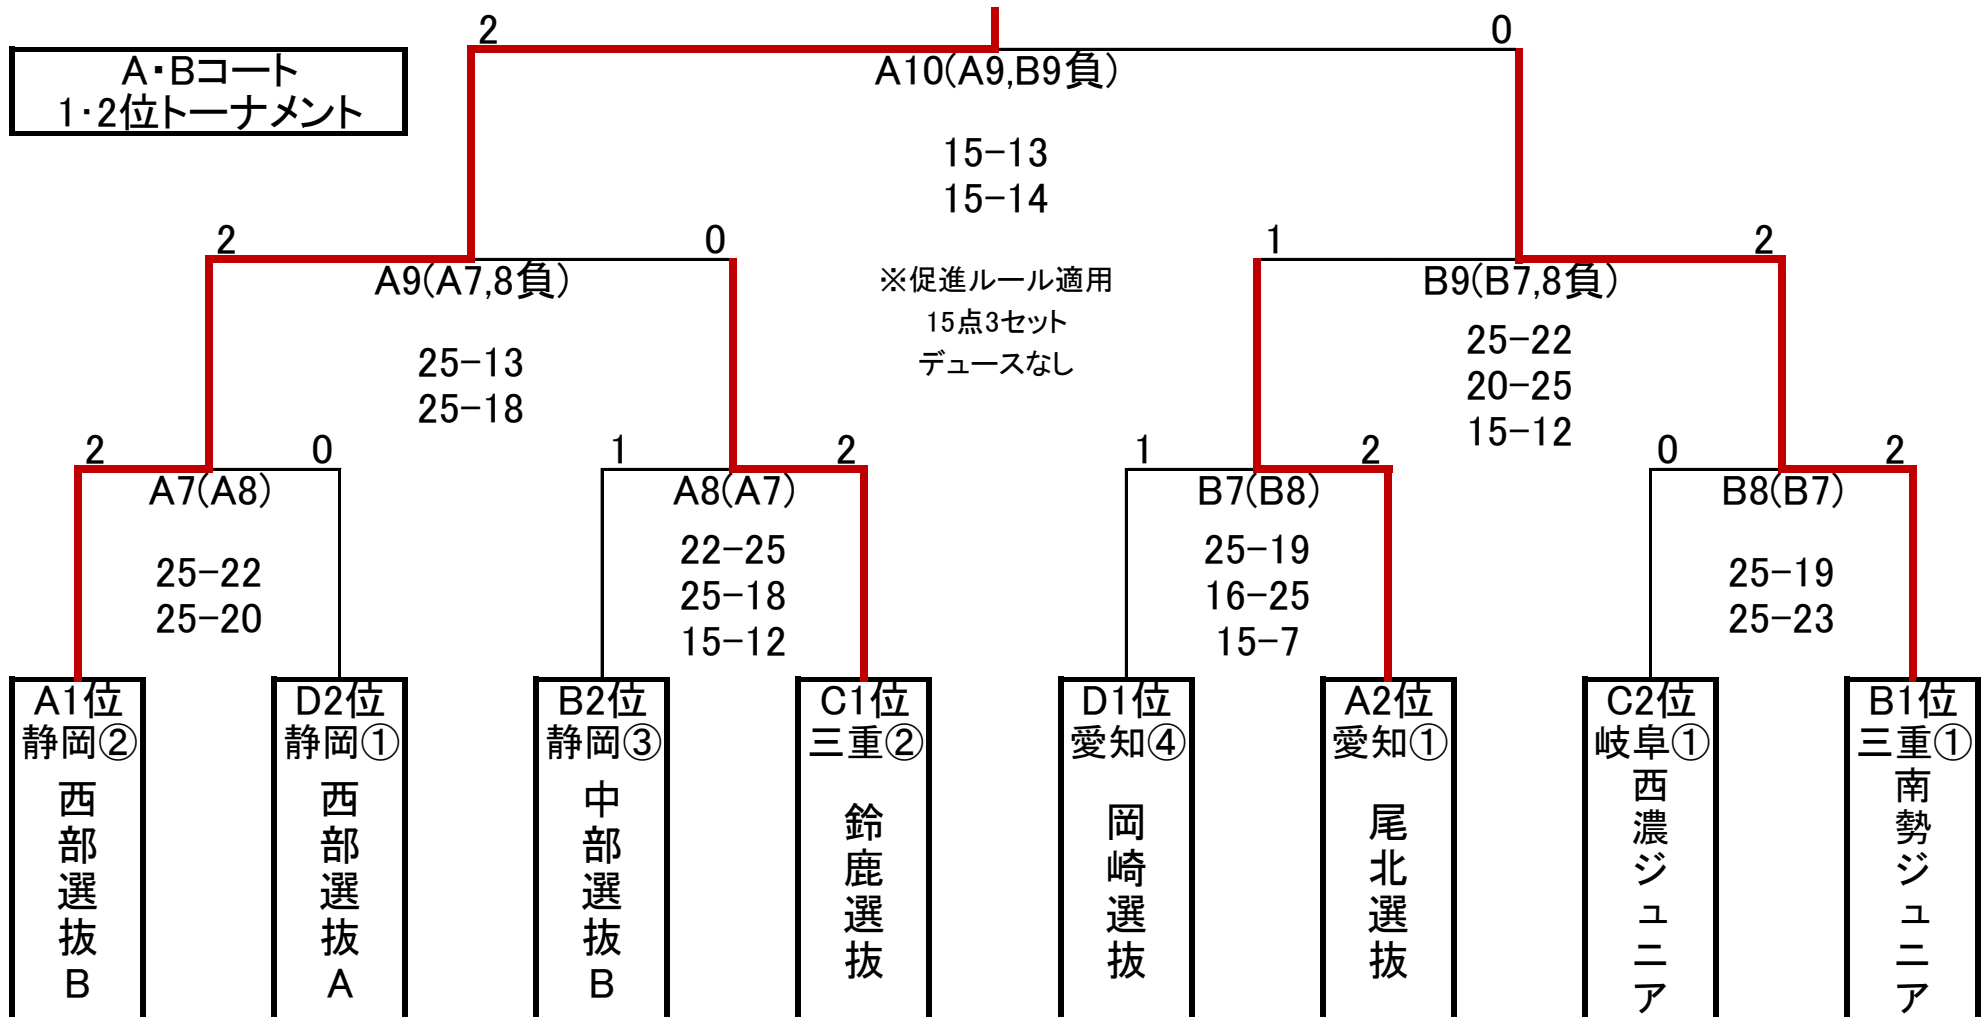 2
0
A・Bコート
1・2位トーナメント
A10(A9,B9負)
15-13
15-14
2
0
1
2
A9(A7,8負)
※促進ルール適用
15点3セット
デュースなし
B9(B7,8負)
25-13
25-18
25-22
20-25
15-12
2
0
1
2
1
2
0
2
A7(A8)
A8(A7)
B7(B8)
B8(B7)
25-22
25-20
22-25
25-18
15-12
25-19
16-25
15-7
25-19
25-23
A1位
静岡②
西部選抜B
D2位
静岡①
西部選抜A
B2位
静岡③
中部選抜B
C1位
三重②
鈴鹿選抜
D1位
愛知④
岡崎選抜
A2位
愛知①
尾北選抜
C2位
岐阜①
西濃ジュニア
B1位
三重①
南勢ジュニア